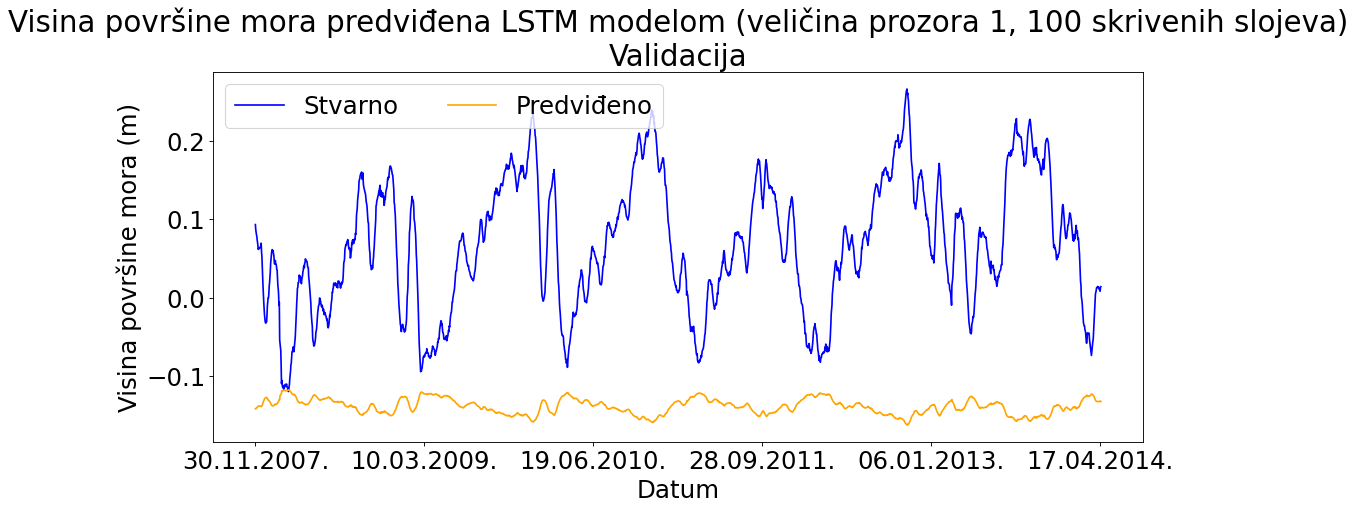 Visina površine mora predviđena LSTM modelom (veličina prozora 1, 100 skrivenih slojeva)
Validacija
Stvarno
Predviđeno
Visina površine mora (m)
0.2
0.1
0.0
−0.1
30.11.2007.
10.03.2009.
19.06.2010.
28.09.2011.
06.01.2013.
17.04.2014.
Datum